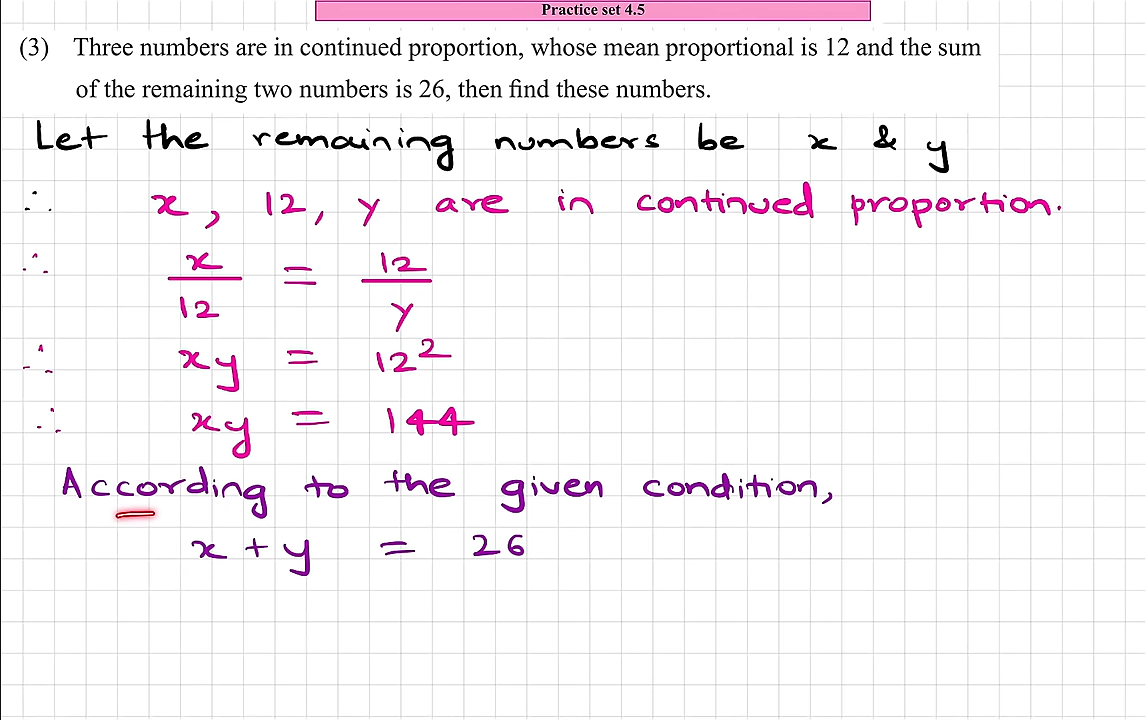 Practice set 4.5
(3) Three numbers are in continued proportion, whose mean proportional is 12 and the sum
of the remaining two numbers is 26, then find these numbers.
Let the remaining numbers be x & y
∴ x, 12, y are in continued proportion.
∴ x/12 = 12/y
∴ xy = 12²
∴ xy = 144
According to the given condition,
x + y = 26